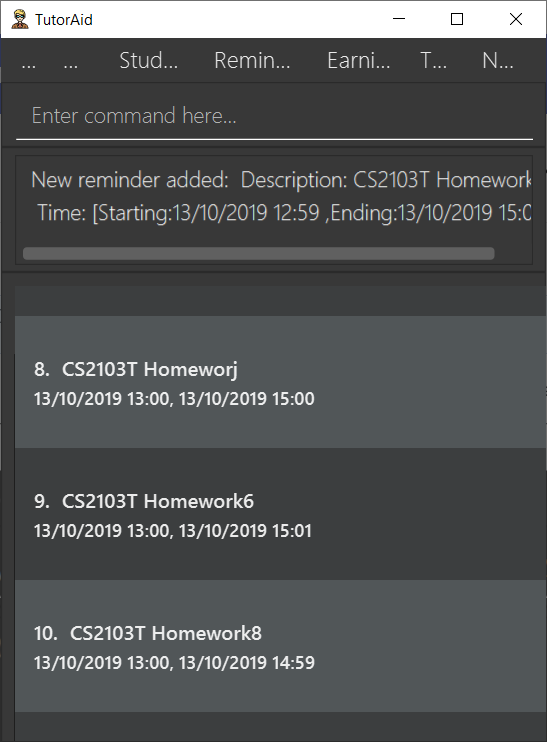 TutorAid
... ... Stud... Remin... Earni... T... N...
Enter command here...
New reminder added: Description: CS2103T Homework
Time: [Starting:13/10/2019 12:59 ,Ending:13/10/2019 15:0
8. CS2103T Homeworj
13/10/2019 13:00, 13/10/2019 15:00
9. CS2103T Homework6
13/10/2019 13:00, 13/10/2019 15:01
10. CS2103T Homework8
13/10/2019 13:00, 13/10/2019 14:59